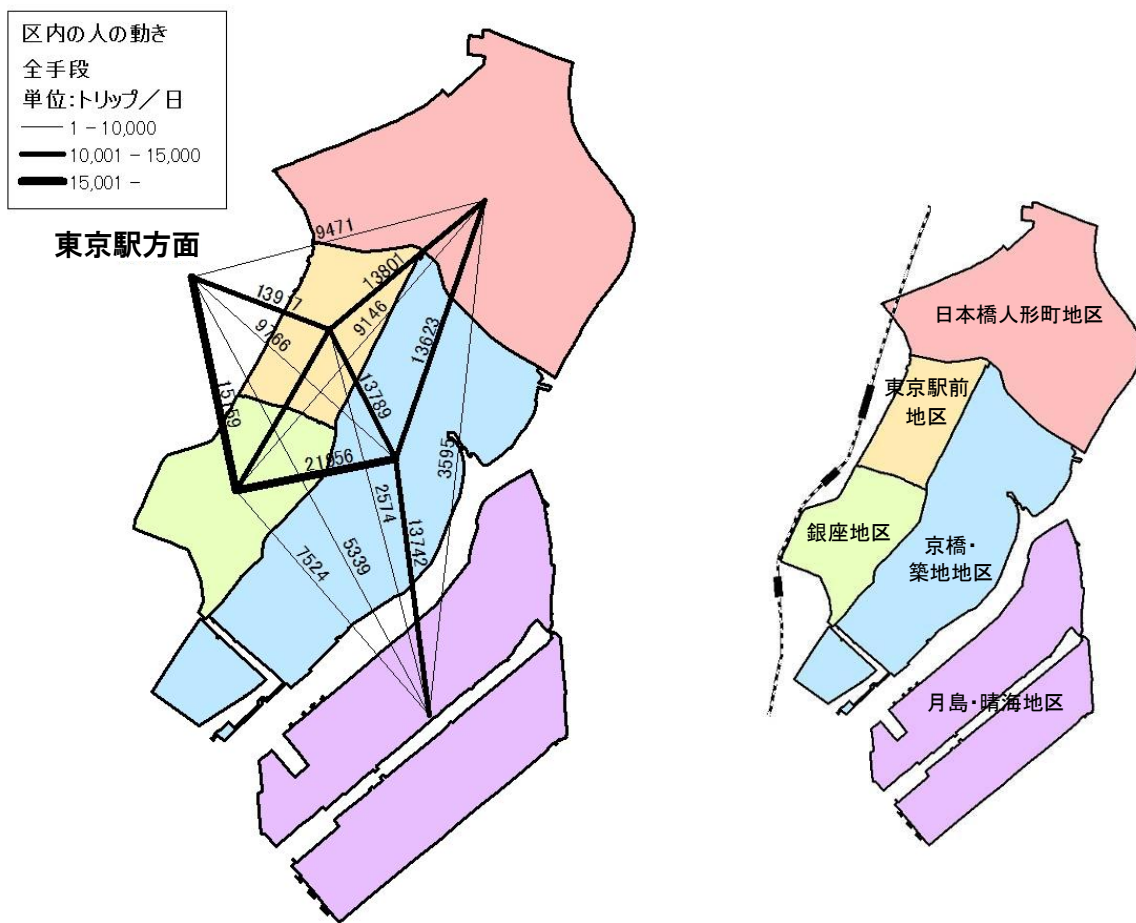 区内の人の動き
全手段
単位:トリップ/日
1 - 10,000
10,001 - 15,000
15,001 -
東京駅方面
9471
13917
13801
9766
9146
13623
15159
13789
21956
3595
2574
13742
5339
7524
日本橋人形町地区
東京駅前
地区
銀座地区
京橋・
築地地区
月島・晴海地区